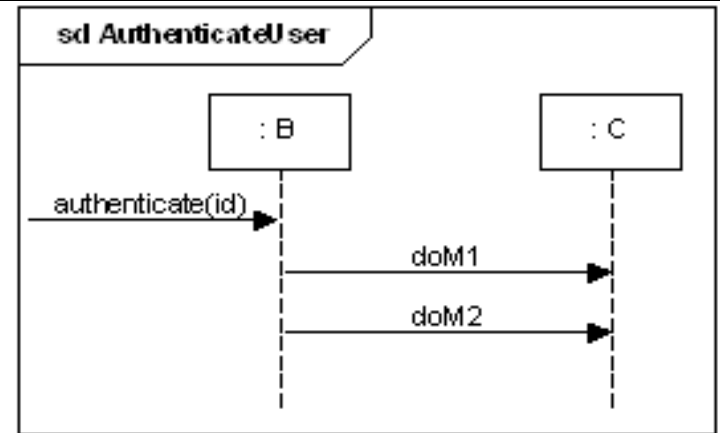 sd AuthenticateUser
: B
: C
authenticate(id)
doM1
doM2